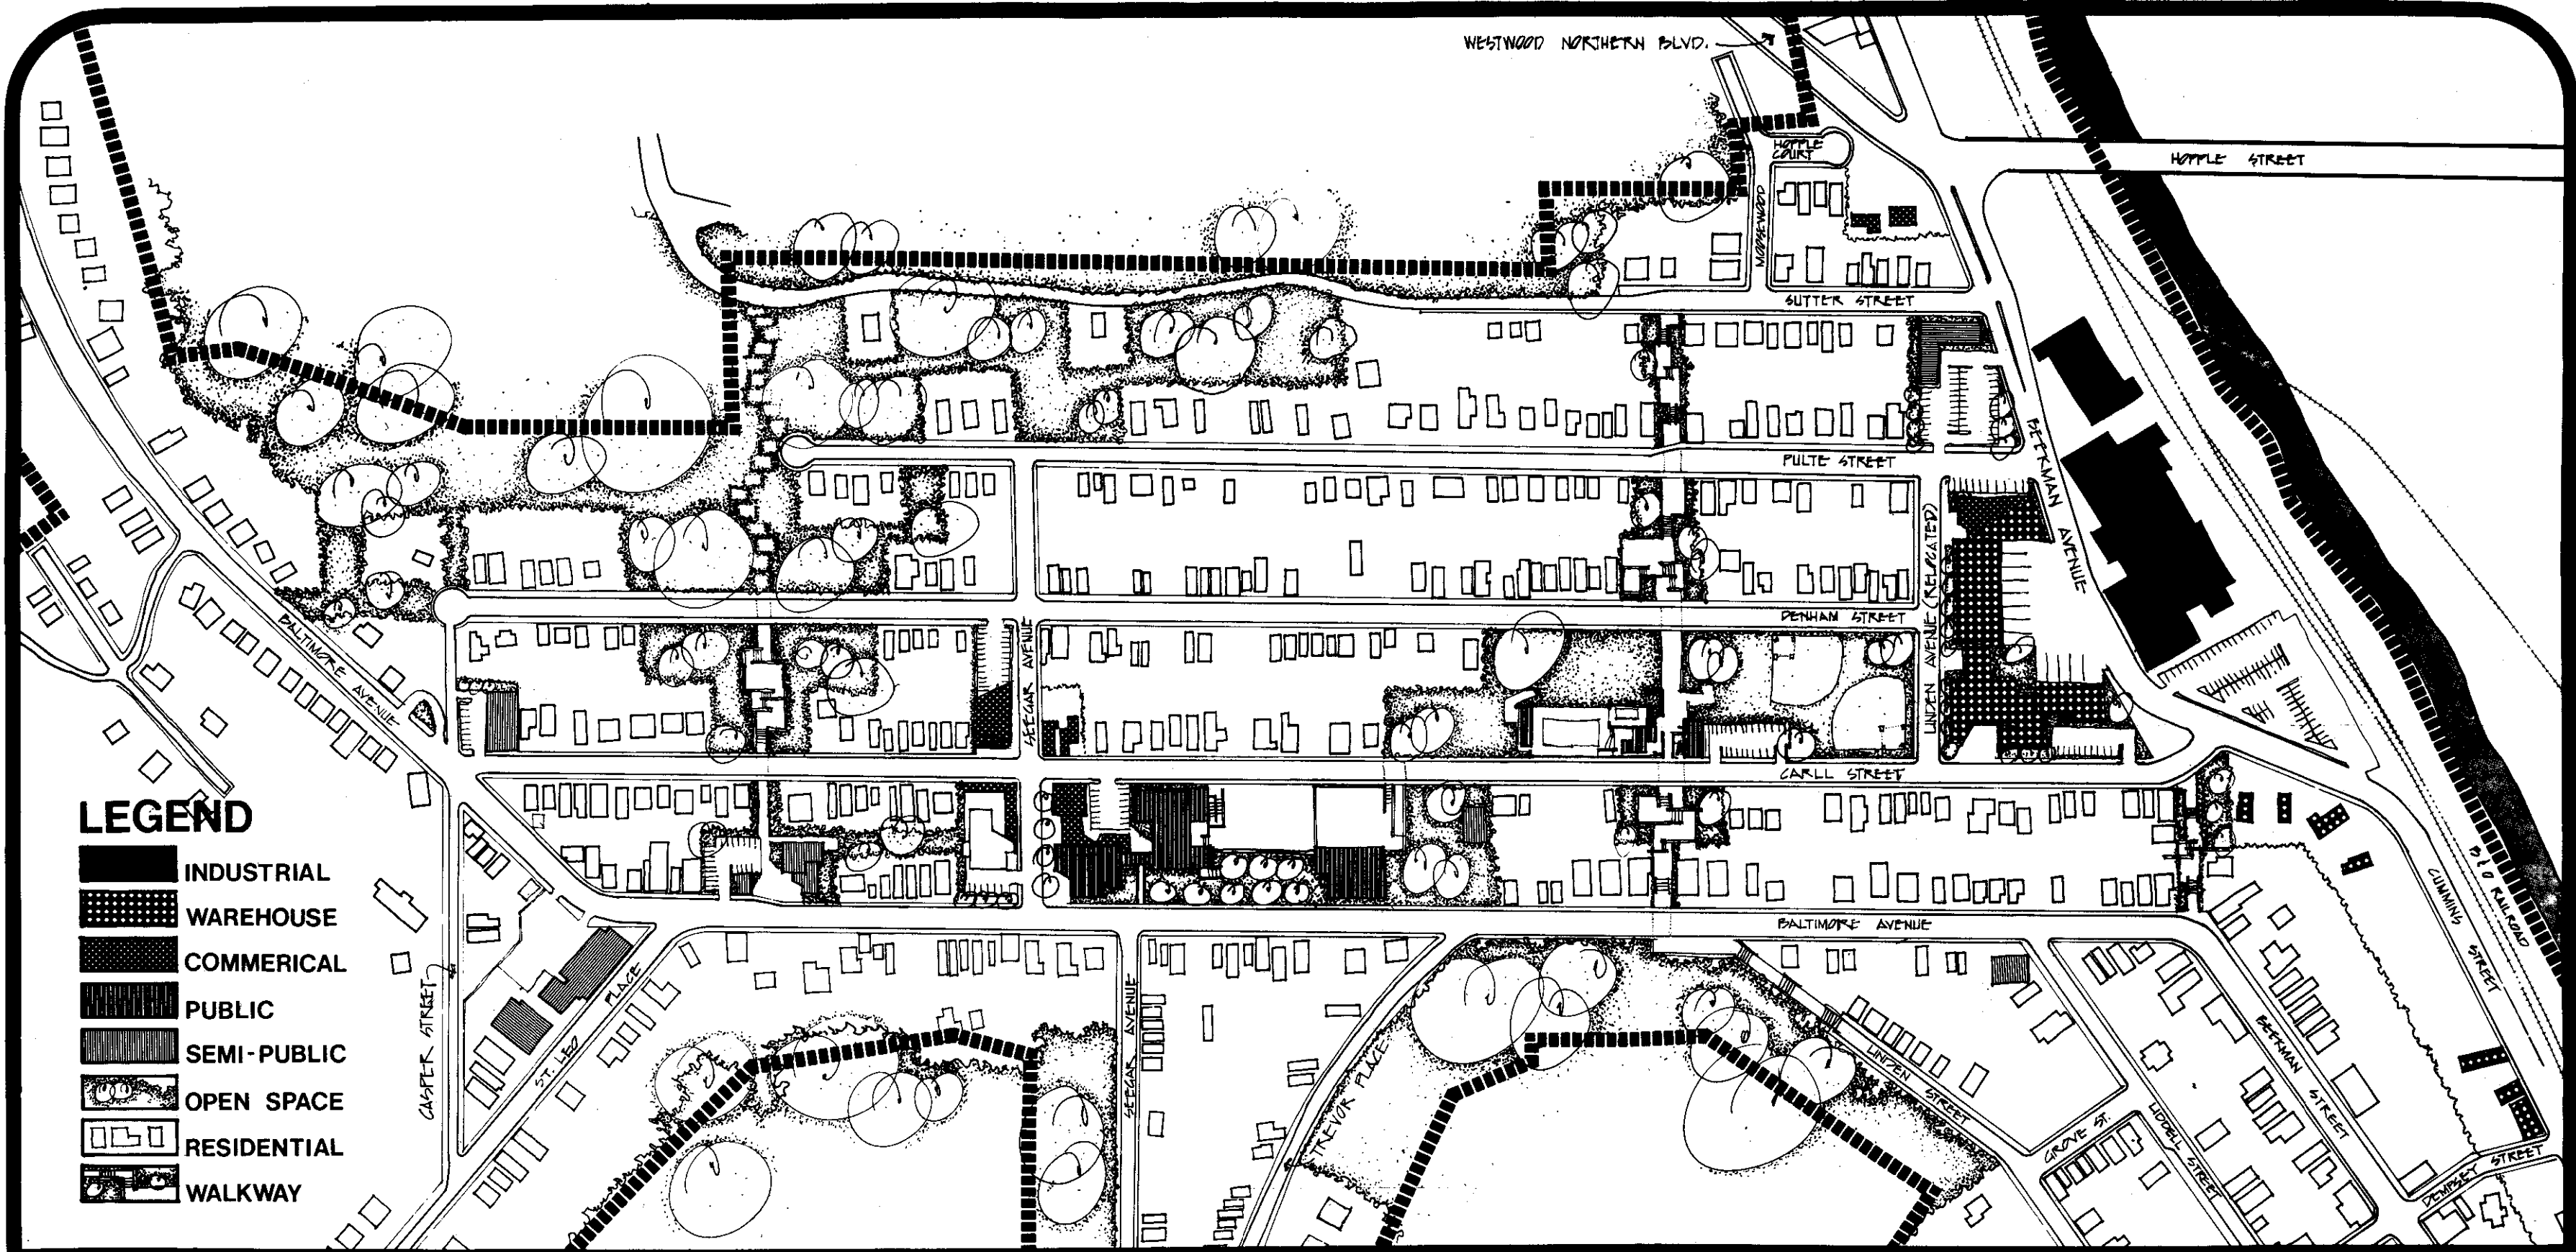 WESTWOOD NORTHERN BLVD.
HOPPLE
COURT
HOPPLE STREET
MOOSEWOOD
SUTTER STREET
BEEKMAN AVENUE
PULTE STREET
LINDEN AVENUE (RELOCATED)
DENHAM STREET
BALTIMORE AVENUE
SEEGAR AVENUE
CARLL STREET
LEGEND
INDUSTRIAL
WAREHOUSE
COMMERICAL
PUBLIC
SEMI-PUBLIC
OPEN SPACE
RESIDENTIAL
WALKWAY
CASPER STREET
ST. LEO PLACE
SEEGAR AVENUE
TREVOR PLACE
BALTIMORE AVENUE
LINDEN STREET
GROVE ST.
LIDDELL STREET
BEEKMAN STREET
CUMMING STREET
B & O RAILROAD
DEMPSEY STREET